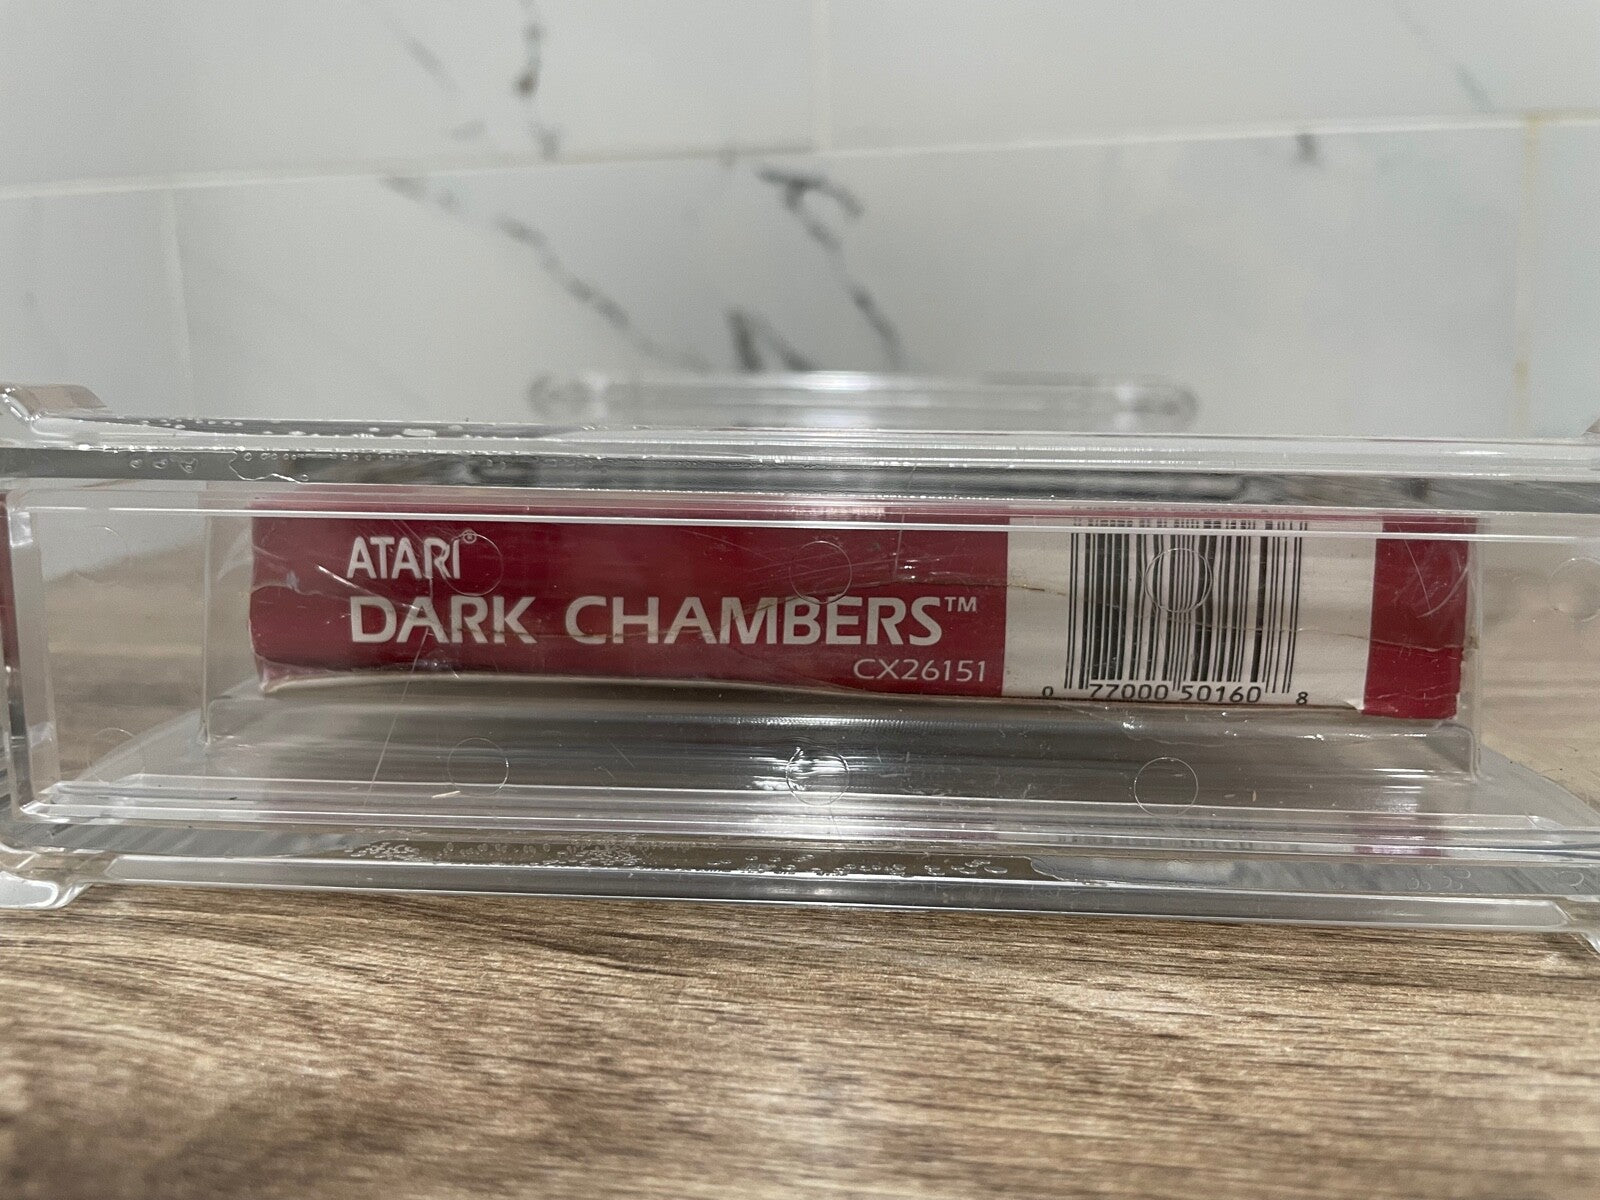 ATARI®
DARK CHAMBERS™
CX26151
0 77000 50160 8